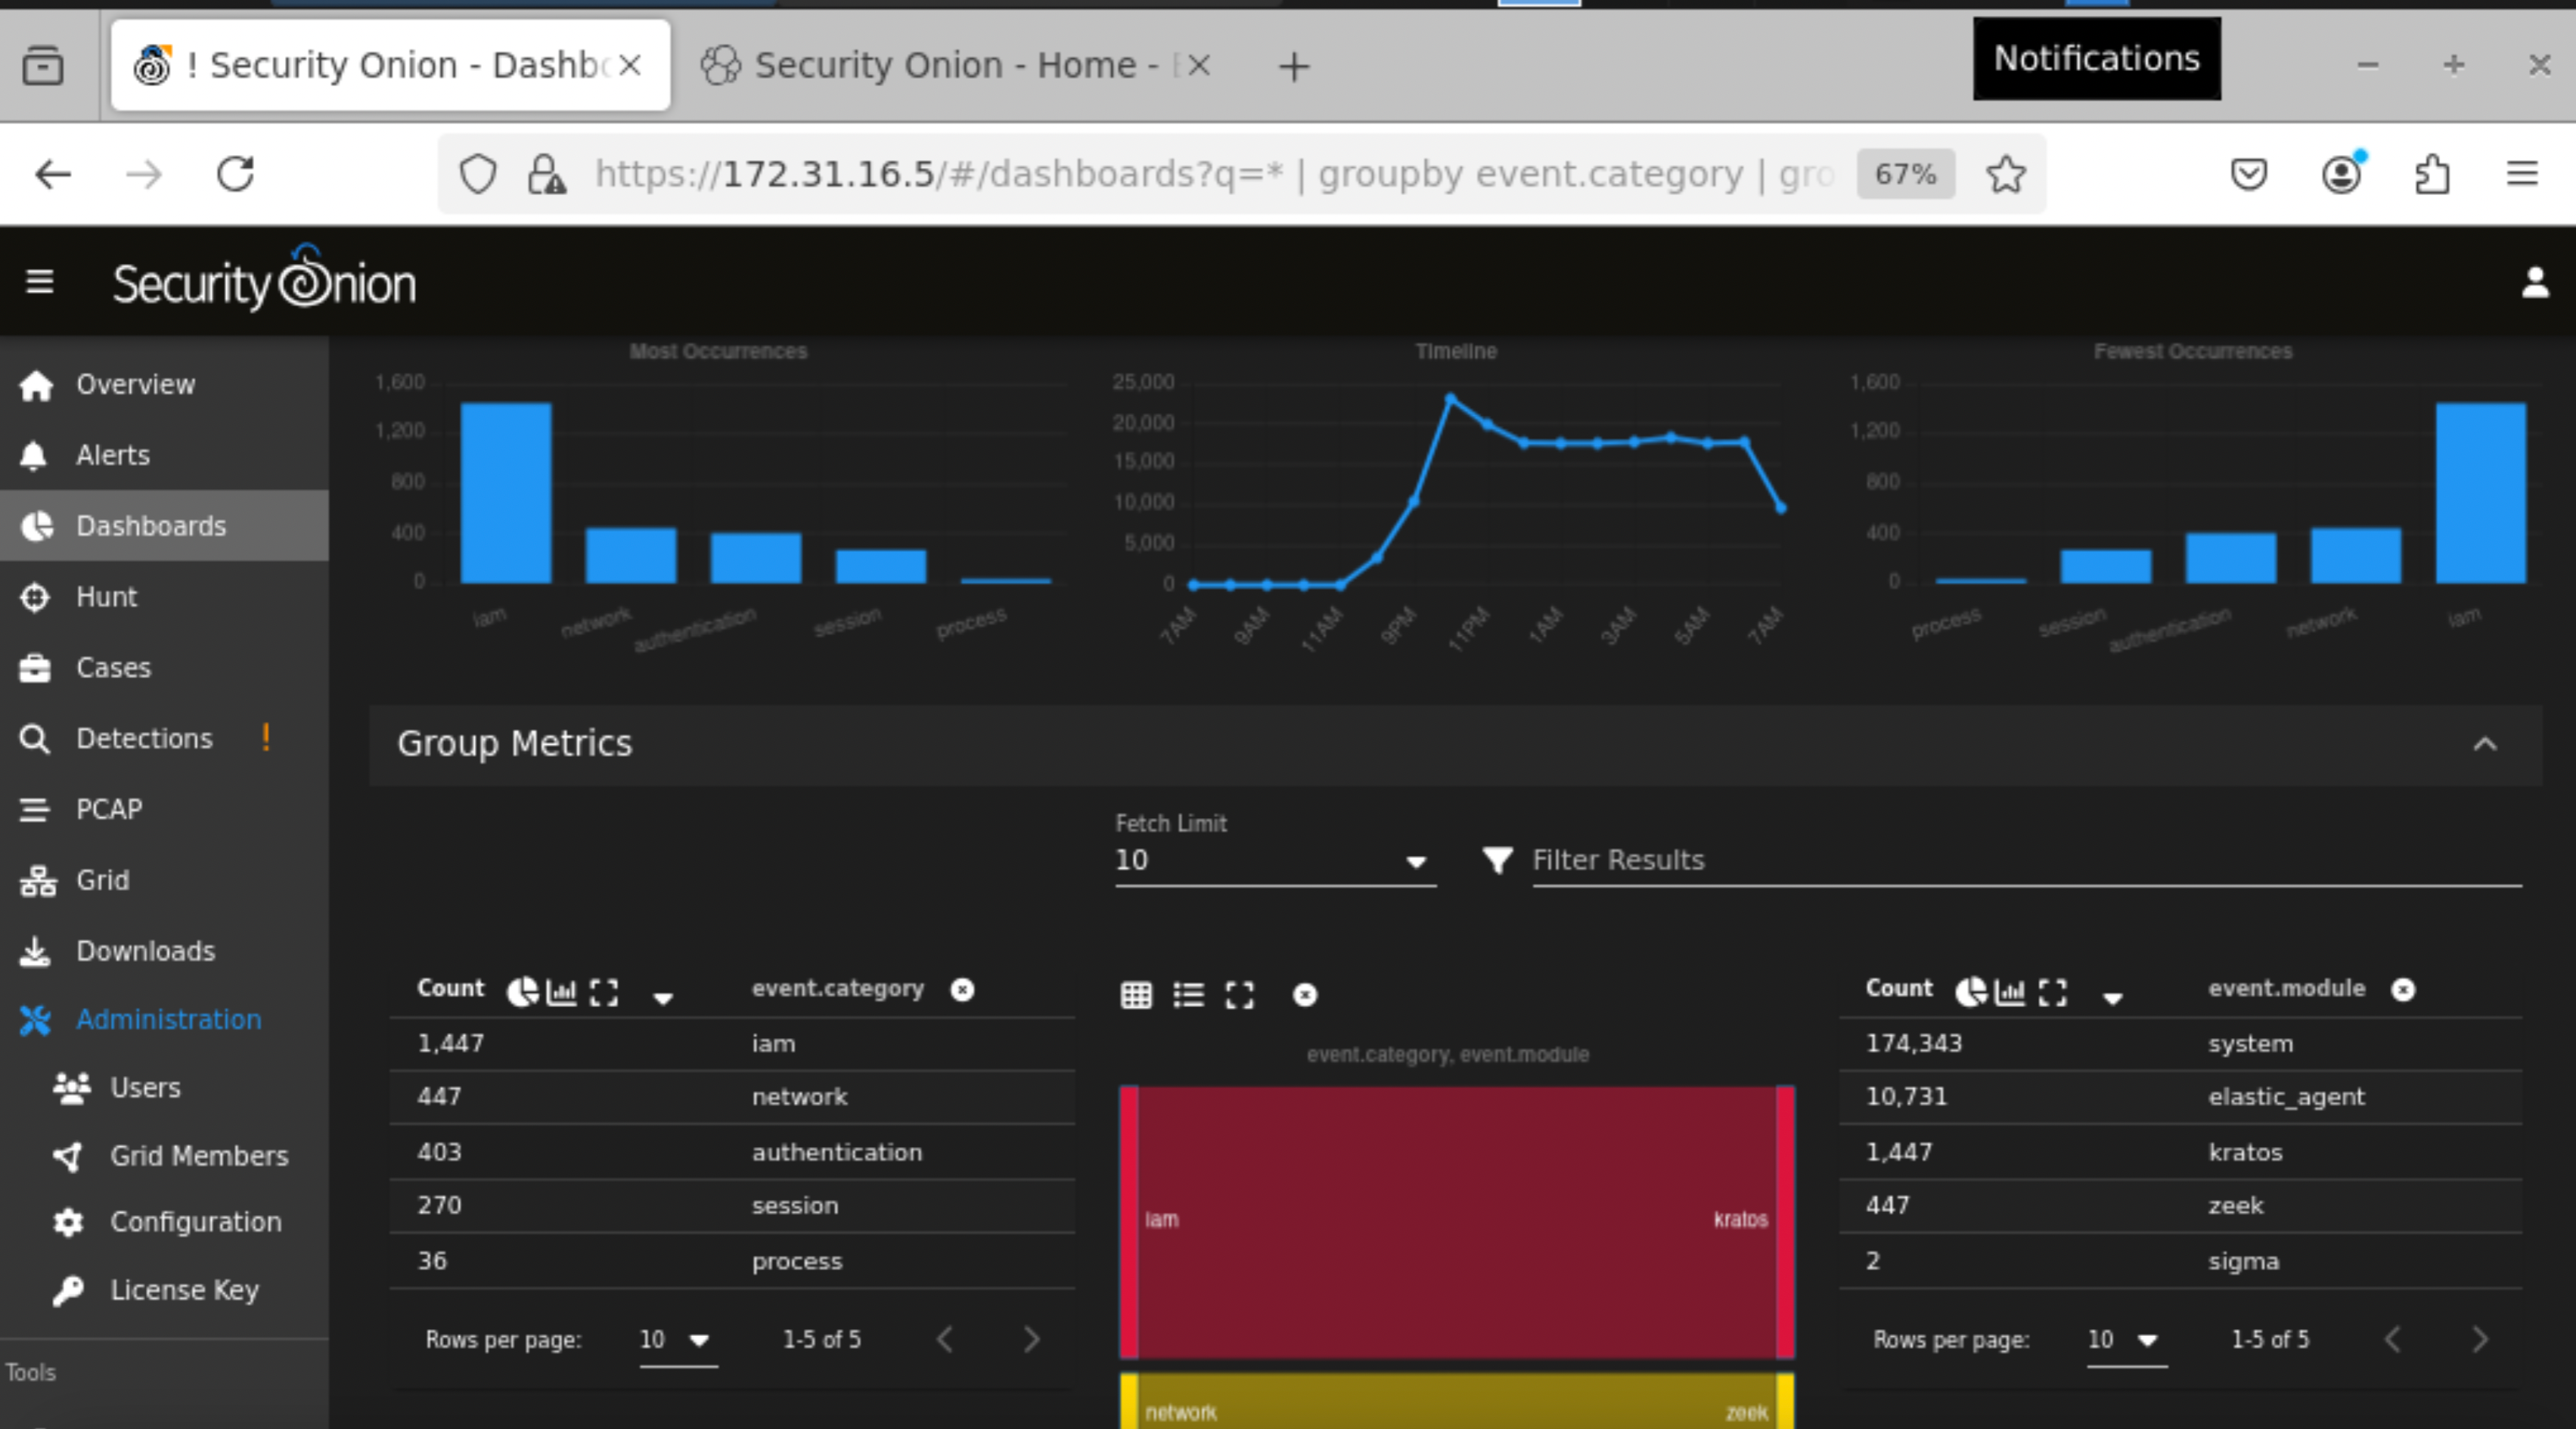 ! Security Onion - Dashbo
Security Onion - Home -
Notifications
https://172.31.16.5/#/dashboards?q=* | groupby event.category | gro
67%
Security Onion
Overview
Alerts
Dashboards
Hunt
Cases
Detections !
PCAP
Grid
Downloads
Administration
Users
Grid Members
Configuration
License Key
Tools
Most Occurrences
1,600
1,200
800
400
0
iam
network
authentication
session
process
Timeline
25,000
20,000
15,000
10,000
5,000
0
7AM
9AM
11AM
9PM
11PM
1AM
3AM
5AM
7AM
Fewest Occurrences
1,600
1,200
800
400
0
process
session
authentication
network
iam
Group Metrics
Fetch Limit
10
Filter Results
Count event.category
1,447 iam
447 network
403 authentication
270 session
36 process
Rows per page: 10 1-5 of 5
event.category, event.module
iam kratos
network zeek
Count event.module
174,343 system
10,731 elastic_agent
1,447 kratos
447 zeek
2 sigma
Rows per page: 10 1-5 of 5